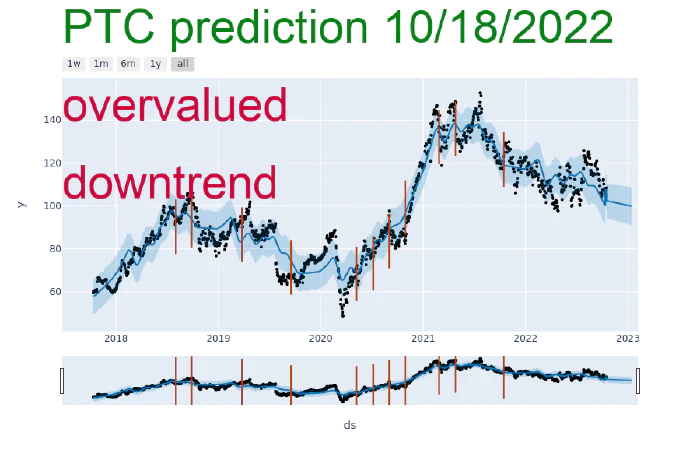 PTC prediction 10/18/2022
1w 1m 6m 1y all
overvalued
downtrend
140
120
100
80
60
y
2018 2019 2020 2021 2022 2023
ds